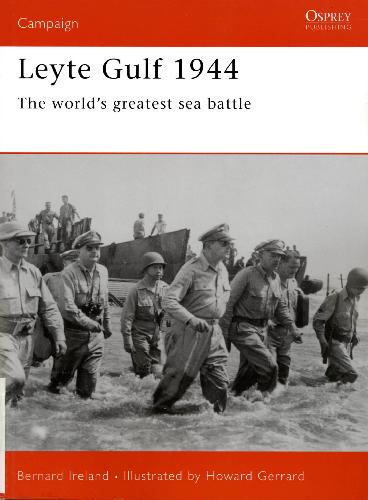 Campaign
OSPREY
PUBLISHING
Leyte Gulf 1944
The world's greatest sea battle
Bernard Ireland · Illustrated by Howard Gerrard